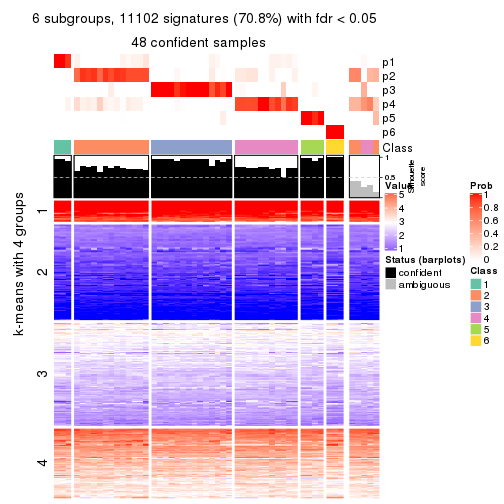 6 subgroups, 11102 signatures (70.8%) with fdr < 0.05
48 confident samples
p1
p2
p3
p4
p5
p6
Class
1
0.5
0
Silhouette
score
k-means with 4 groups
1
2
3
4
Value
5
4
3
2
1
Status (barplots)
confident
ambiguous
Prob
1
0.8
0.6
0.4
0.2
0
Class
1
2
3
4
5
6